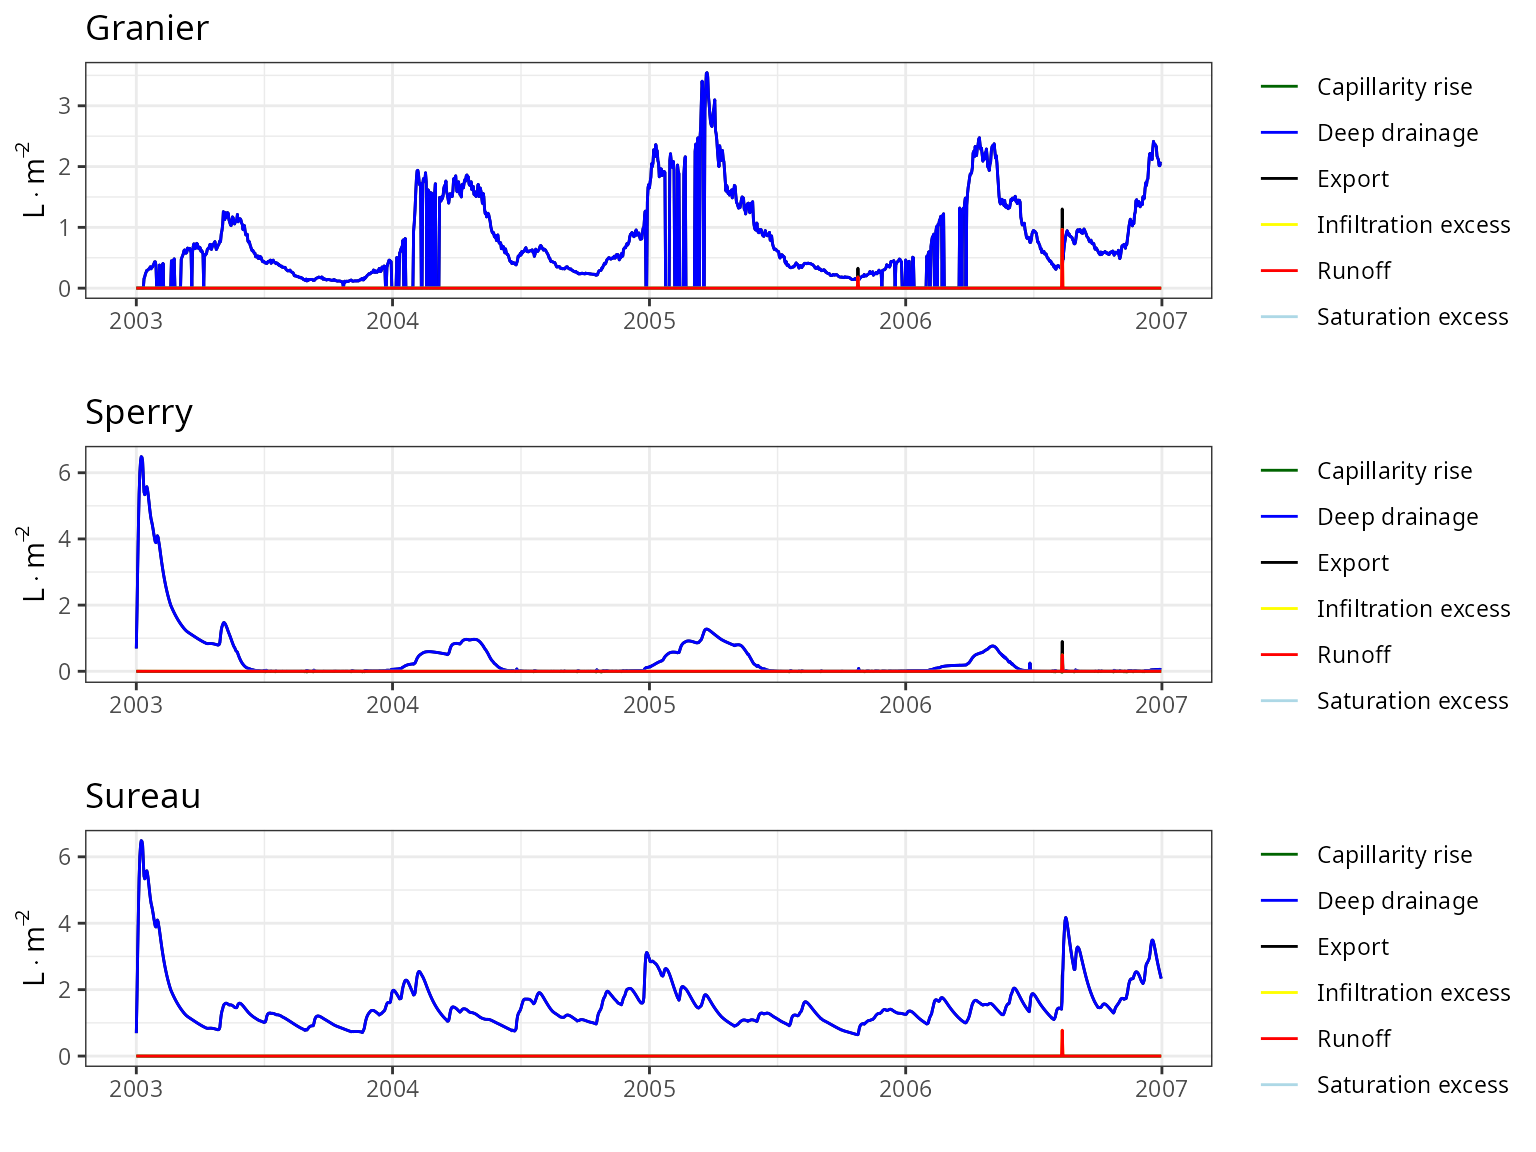 Granier
L · m⁻²
3
2
1
0
2003 2004 2005 2006 2007
Capillarity rise
Deep drainage
Export
Infiltration excess
Runoff
Saturation excess
Sperry
L · m⁻²
6
4
2
0
2003 2004 2005 2006 2007
Capillarity rise
Deep drainage
Export
Infiltration excess
Runoff
Saturation excess
Sureau
L · m⁻²
6
4
2
0
2003 2004 2005 2006 2007
Capillarity rise
Deep drainage
Export
Infiltration excess
Runoff
Saturation excess